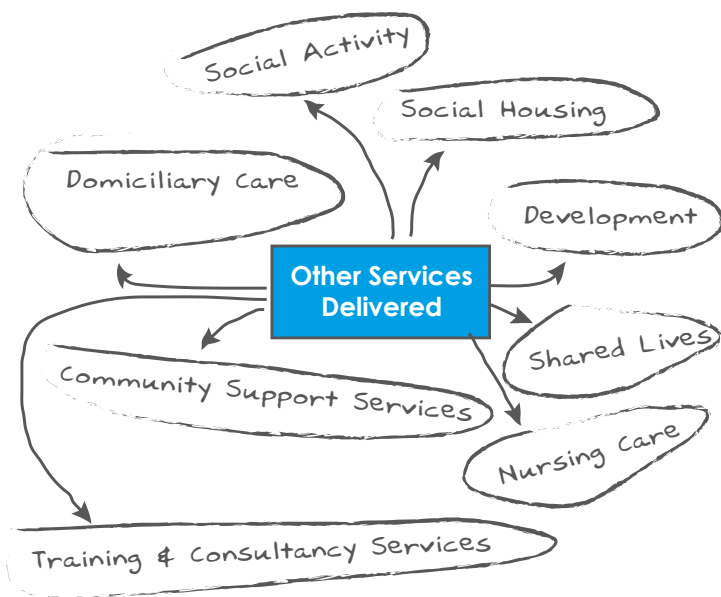 Social Activity
Social Housing
Domiciliary Care
Development
Other Services
Delivered
Shared Lives
Community Support Services
Nursing Care
Training & Consultancy Services